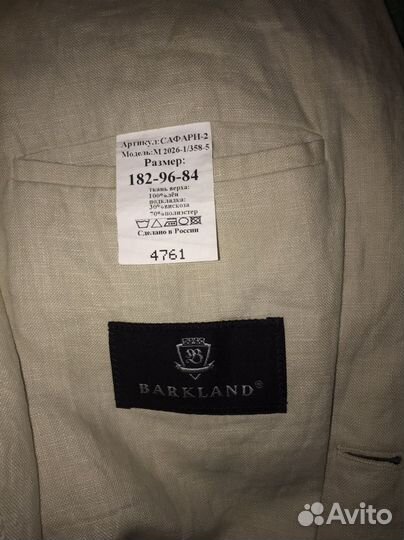 Артикул:САФАРИ-2
Модель:М 2026-1/358-5
Размер:
182-96-84
ткань верха:
100%лён
подкладка:
30%вискоза
70%полиэстер
Сделано в России
4761
BARKLAND®
Avito